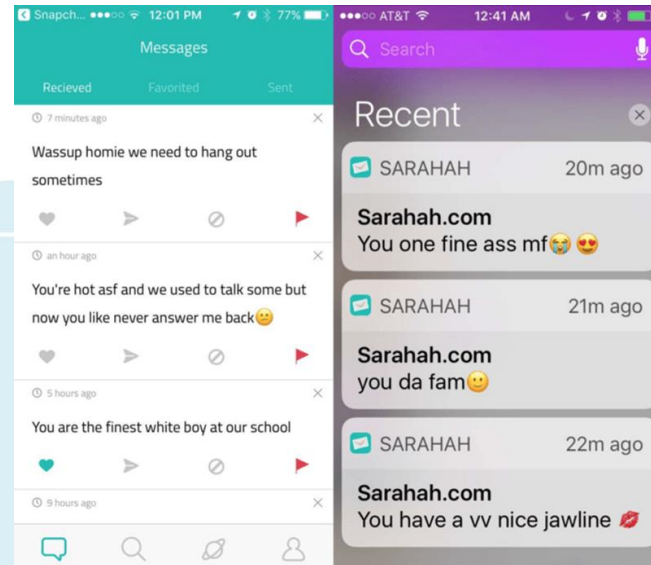 Snapch... 12:01 PM 77%
Messages
Recieved Favorited Sent
7 minutes ago
Wassup homie we need to hang out
sometimes
an hour ago
You're hot asf and we used to talk some but
now you like never answer me back😕
5 hours ago
You are the finest white boy at our school
9 hours ago
AT&T 12:41 AM
Search
Recent
SARAHAH 20m ago
Sarahah.com
You one fine ass mf😭😍
SARAHAH 21m ago
Sarahah.com
you da fam🙂
SARAHAH 22m ago
Sarahah.com
You have a vv nice jawline 💋